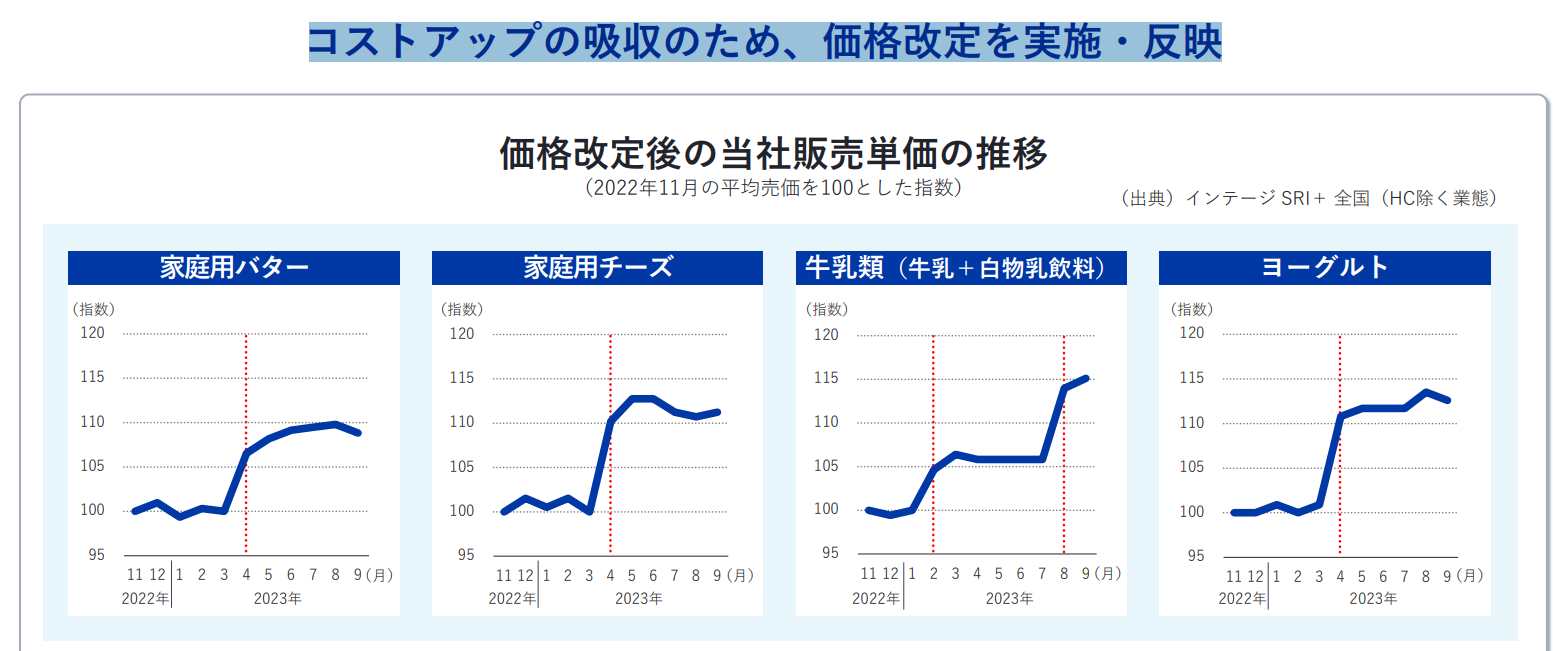 コストアップの吸収のため、価格改定を実施・反映
価格改定後の当社販売単価の推移
（2022年11月の平均売価を100とした指数）
（出典）インテージ SRI＋ 全国（HC除く業態）
家庭用バター
（指数）
120
115
110
105
100
95
11 12 1 2 3 4 5 6 7 8 9（月）
2022年 2023年
家庭用チーズ
（指数）
120
115
110
105
100
95
11 12 1 2 3 4 5 6 7 8 9（月）
2022年 2023年
牛乳類（牛乳＋白物乳飲料）
（指数）
120
115
110
105
100
95
11 12 1 2 3 4 5 6 7 8 9（月）
2022年 2023年
ヨーグルト
（指数）
120
115
110
105
100
95
11 12 1 2 3 4 5 6 7 8 9（月）
2022年 2023年